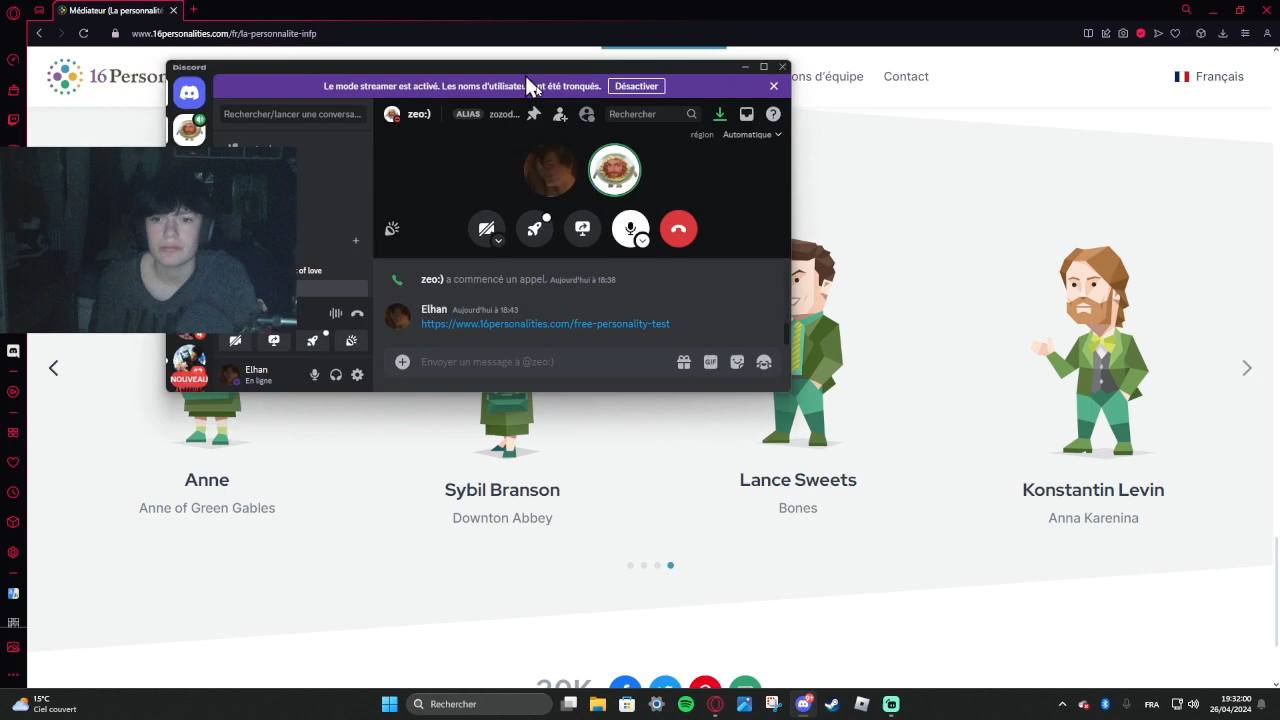 Médiateur (La personnalité
www.16personalities.com/fr/la-personnalite-infp
16Person
ons d'équipe
Contact
Français
Discord
Le mode streamer est activé. Les noms d'utilisateu ont été tronqués.
Désactiver
Rechercher/lancer une conversa...
zeo:)
ALIAS
zozod...
Rechercher
région
Automatique
t of love
zeo:) a commencé un appel. Aujourd'hui à 18:38
Elhan Aujourd'hui à 18:43
https://www.16personalities.com/free-personality-test
Envoyer un message à @zeo:)
NOUVEAU
Elhan
En ligne
Anne
Anne of Green Gables
Sybil Branson
Downton Abbey
Lance Sweets
Bones
Konstantin Levin
Anna Karenina
30K
15°C
Ciel couvert
Rechercher
FRA
19:32:00
26/04/2024